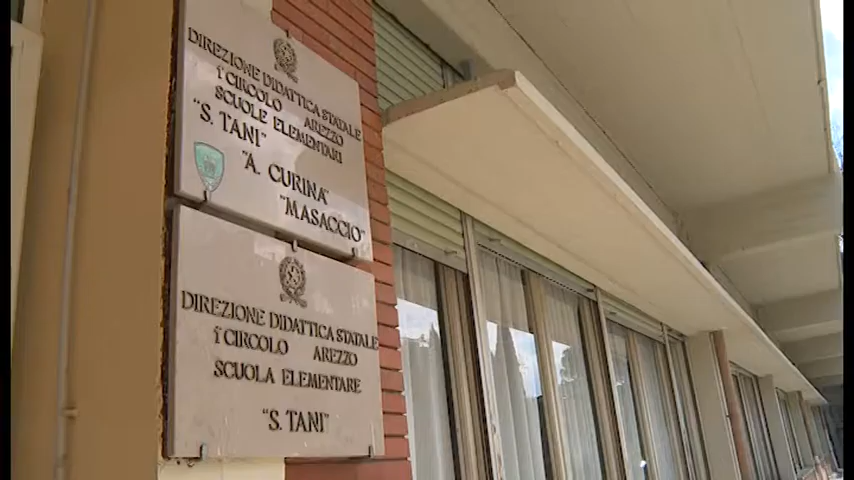 DIREZIONE DIDATTICA STATALE
1° CIRCOLO AREZZO
SCUOLE ELEMENTARI
"S. TANI"
"A. CURINA"
"MASACCIO"
DIREZIONE DIDATTICA STATALE
1° CIRCOLO AREZZO
SCUOLA ELEMENTARE
"S. TANI"